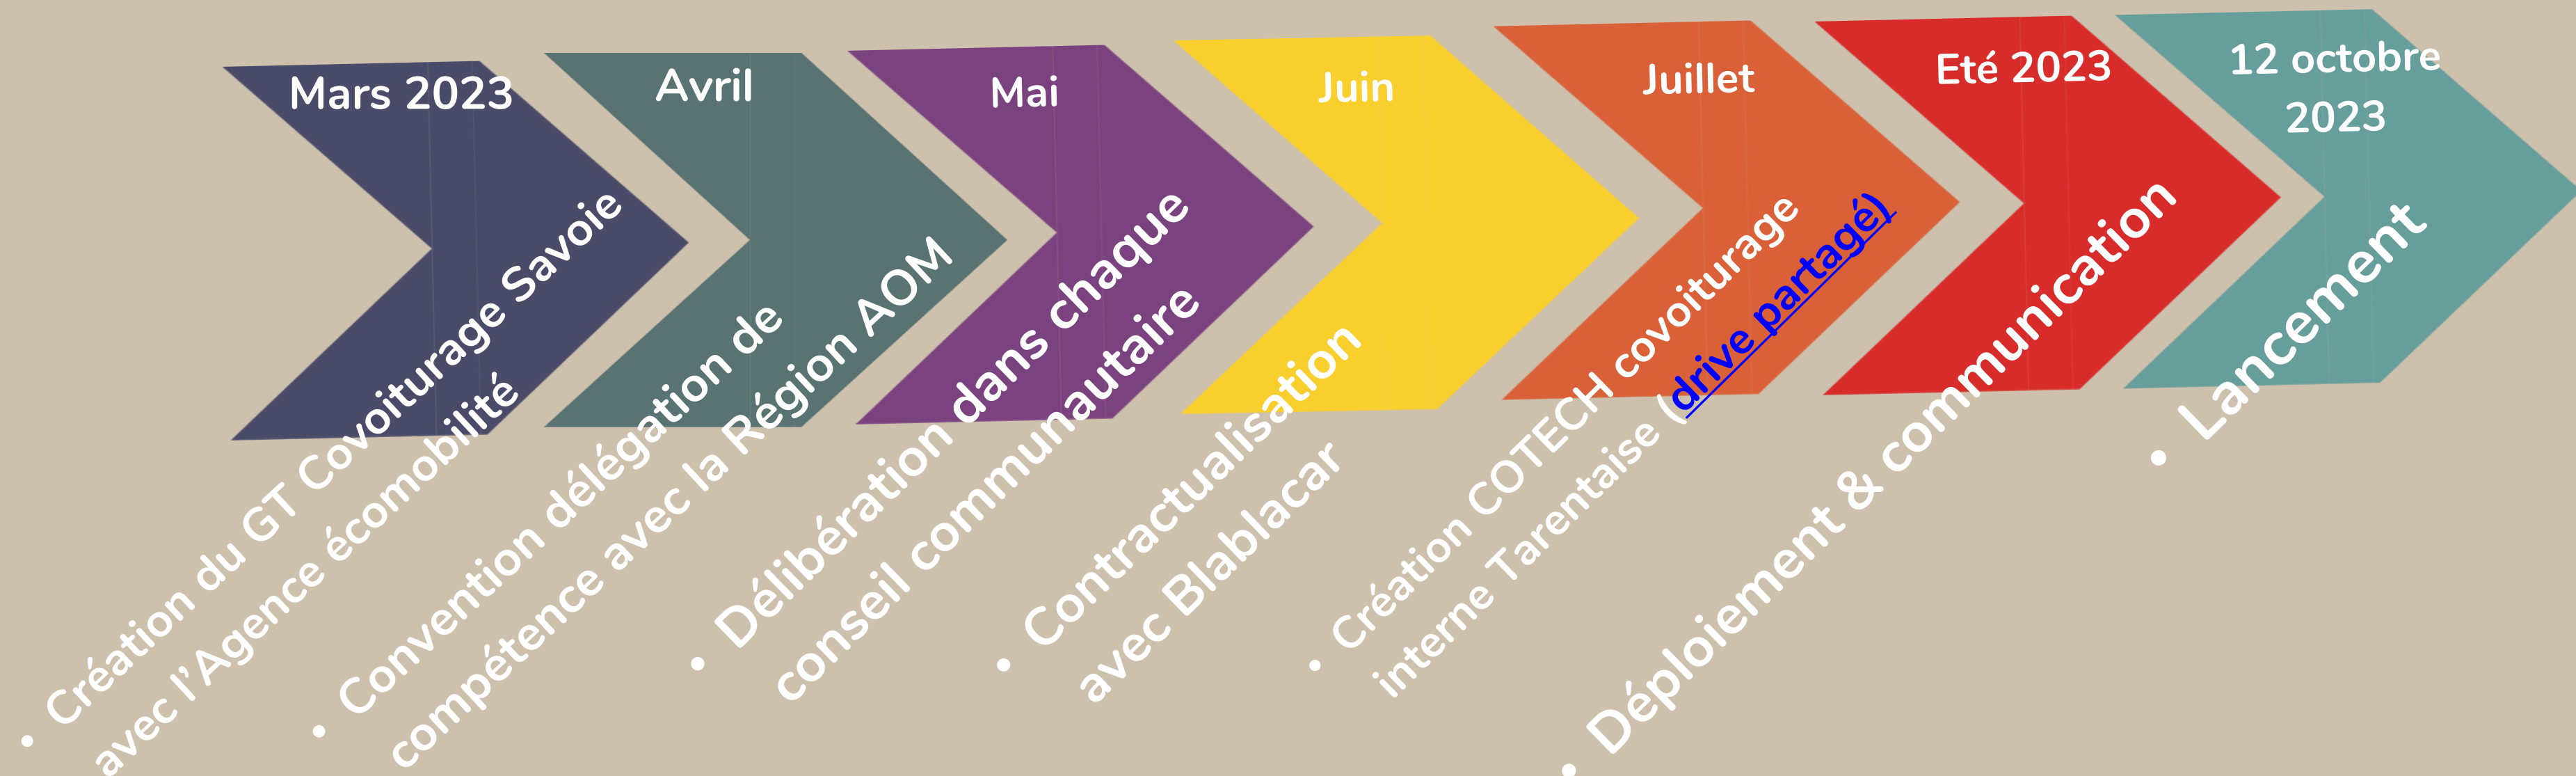 Mars 2023
• Création du GT Covoiturage Savoie
avec l’Agence écomobilité
Avril
• Convention délégation de
compétence avec la Région AOM
Mai
• Délibération dans chaque
conseil communautaire
Juin
• Contractualisation
avec Blablacar
Juillet
• Création COTECH covoiturage
interne Tarentaise (drive partagé)
Eté 2023
• Déploiement & communication
12 octobre
2023
• Lancement